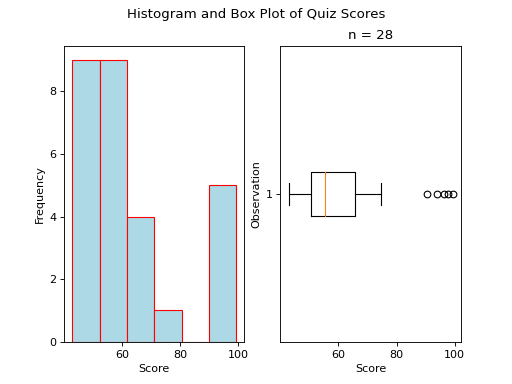 Histogram and Box Plot of Quiz Scores
n = 28
8
6
4
2
0
Frequency
60
80
100
Score
Observation
1
60
80
100
Score